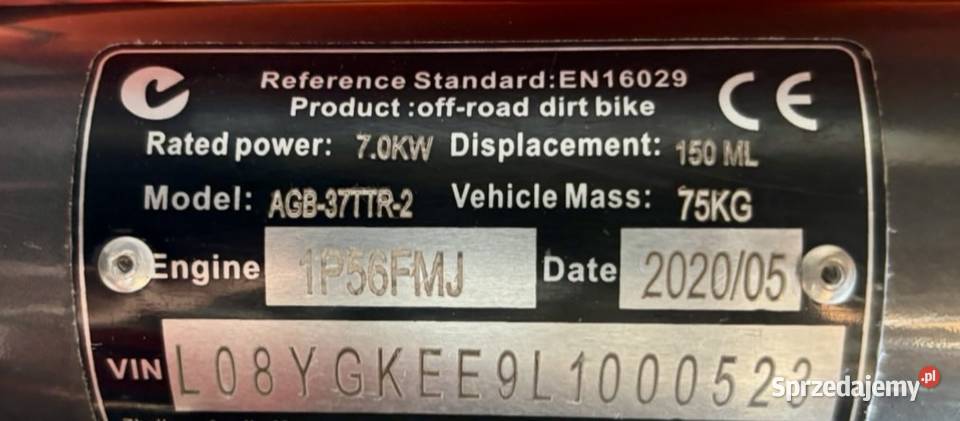 Reference Standard:EN16029
Product :off-road dirt bike
CE
Rated power: 7.0KW Displacement: 150 ML
Model: AGB-37TTR-2 Vehicle Mass: 75KG
Engine 1P56FMJ Date 2020/05
VIN L08YGKEE9L1000523
Sprzedajemy.pl